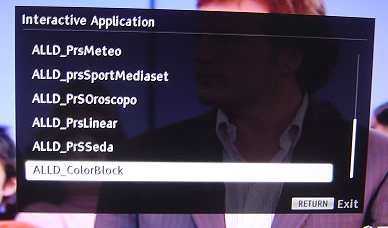 Interactive Application
ALLD_PrsMeteo
ALLD_prsSportMediaset
ALLD_PrSOroscopo
ALLD_PrsLinear
ALLD_PrSSeda
ALLD_ColorBlock
RETURN Exit